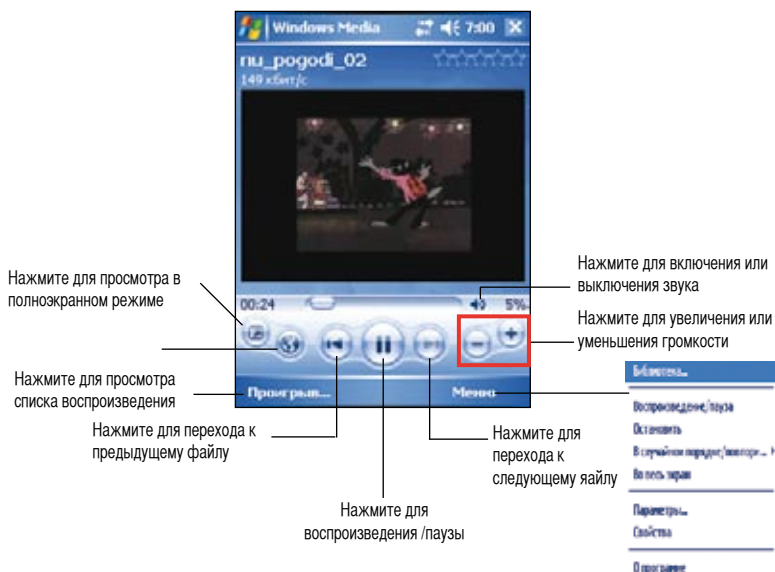 Windows Media 7:00
nu_pogodi_02
149 кбит/с
Нажмите для включения или
выключения звука
Нажмите для просмотра в
полноэкранном режиме
00:24 5%
Нажмите для увеличения или
уменьшения громкости
Нажмите для просмотра
списка воспроизведения
Проигрыв... Меню
Нажмите для перехода к
предыдущему файлу
Нажмите для
перехода к
следующему яайлу
Нажмите для
воспроизведения /паузы
Библиотека...
Воспроизведение/пауза
Остановить
В случайном порядке/повтори...
Во весь экран
Параметры...
Свойства
О программе